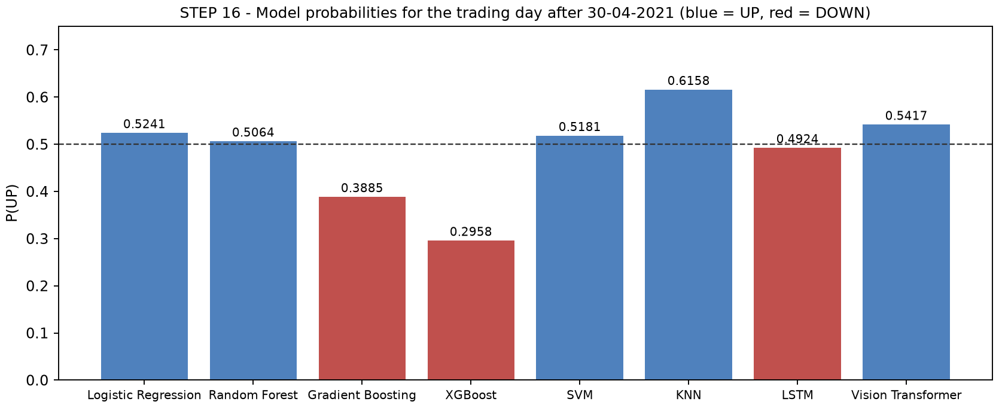 STEP 16 - Model probabilities for the trading day after 30-04-2021 (blue = UP, red = DOWN)
P(UP)
0.7
0.6
0.5
0.4
0.3
0.2
0.1
0.0
0.5241
0.5064
0.3885
0.2958
0.5181
0.6158
0.4924
0.5417
Logistic Regression
Random Forest
Gradient Boosting
XGBoost
SVM
KNN
LSTM
Vision Transformer